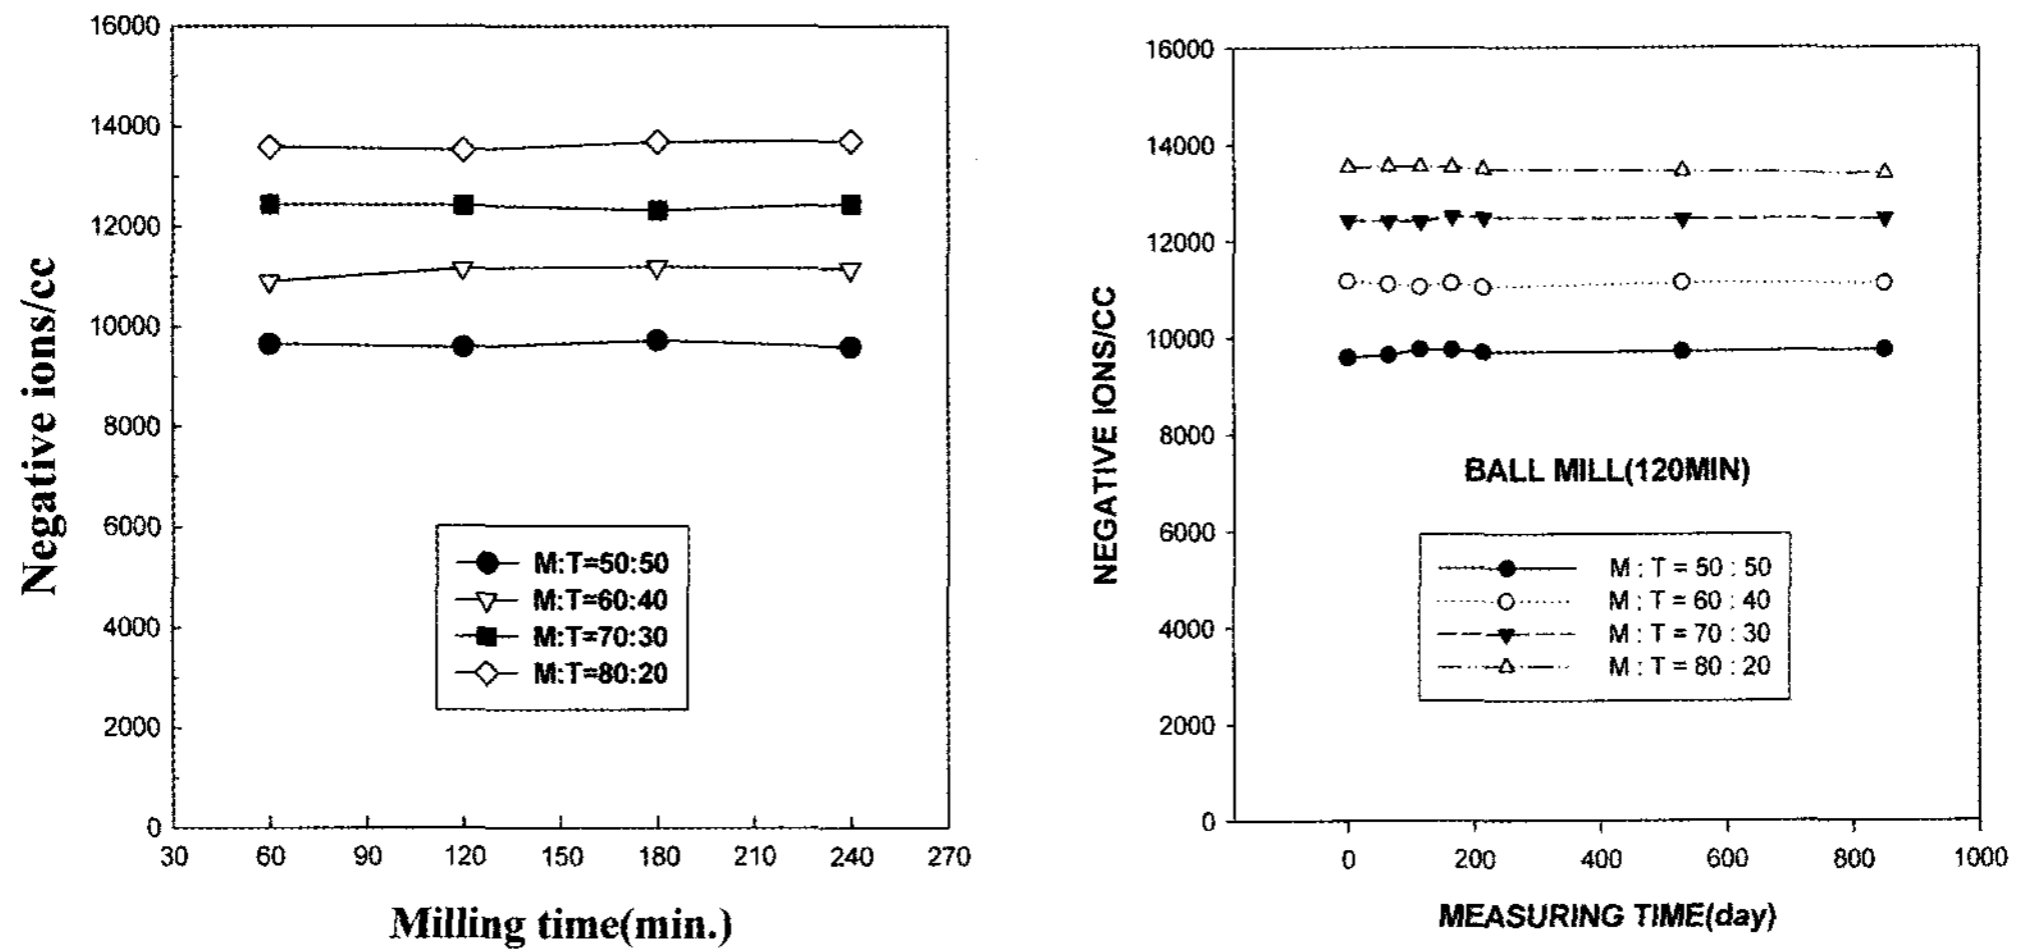 16000
14000
12000
10000
8000
6000
4000
2000
0
Negative ions/cc
M:T=50:50
M:T=60:40
M:T=70:30
M:T=80:20
30 60 90 120 150 180 210 240 270
Milling time(min.)
16000
14000
12000
10000
8000
6000
4000
2000
0
NEGATIVE IONS/CC
BALL MILL(120MIN)
M : T = 50 : 50
M : T = 60 : 40
M : T = 70 : 30
M : T = 80 : 20
0 200 400 600 800 1000
MEASURING TIME(day)